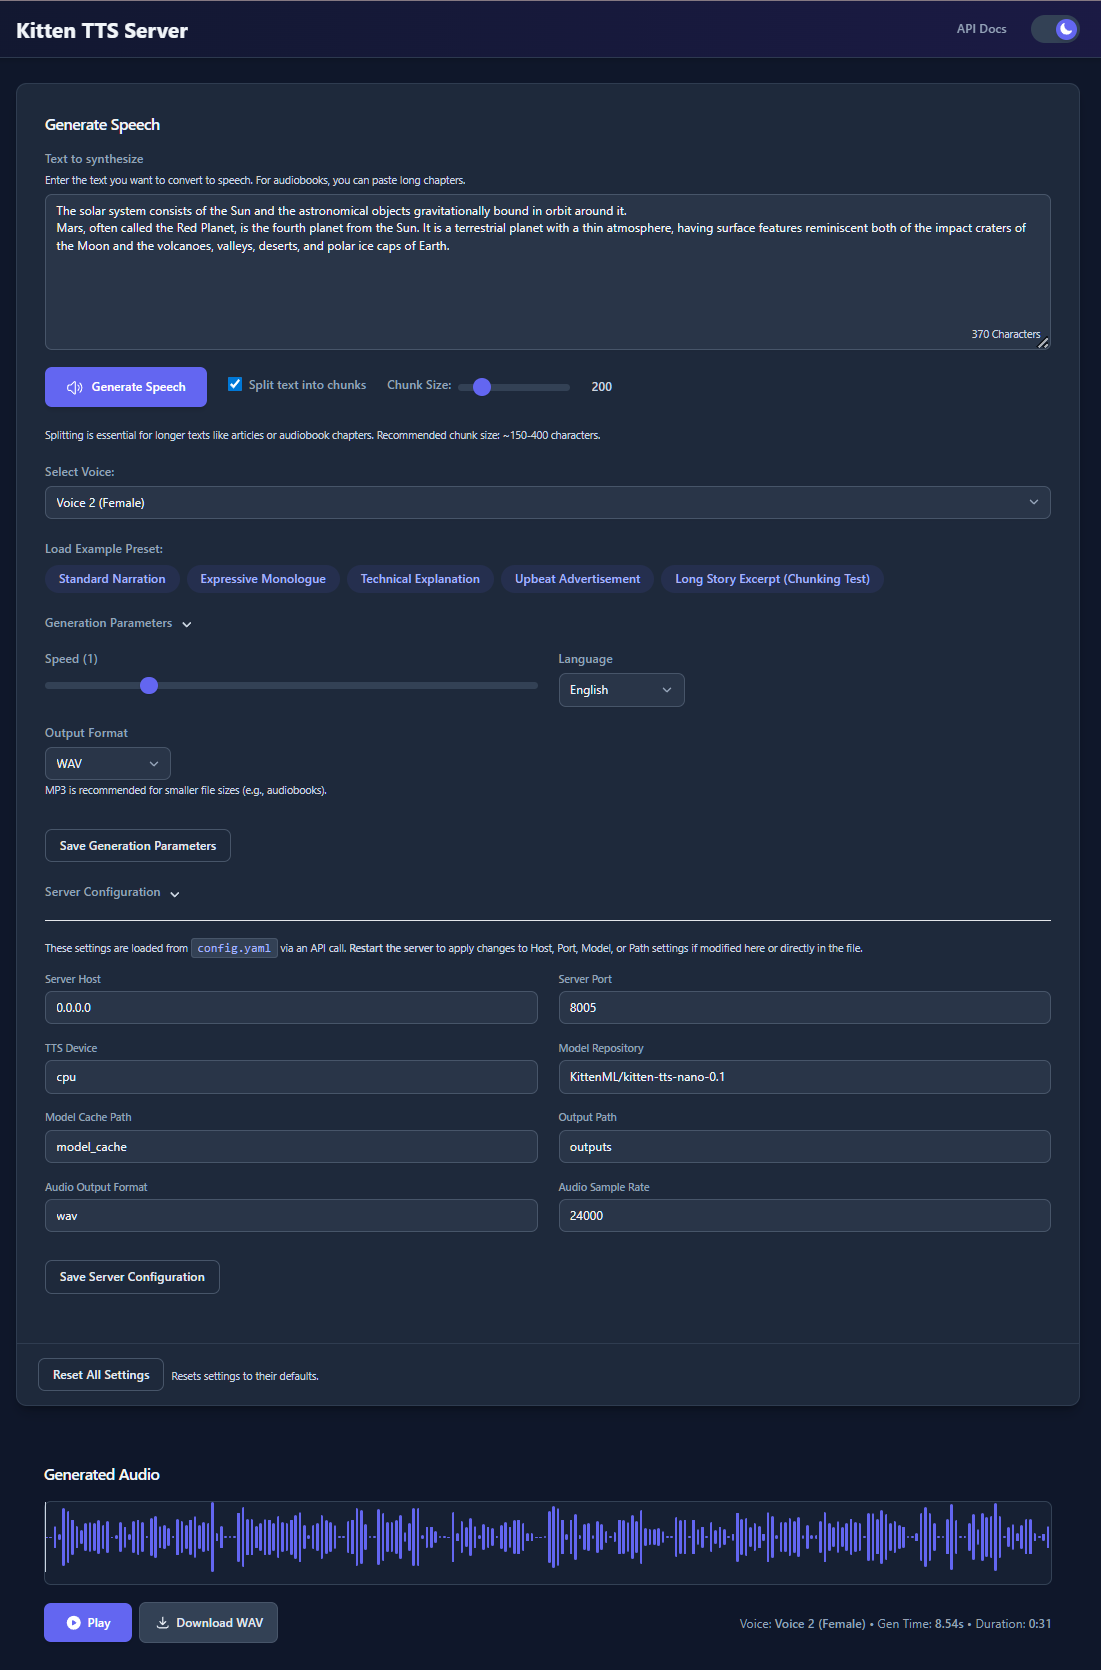 Kitten TTS Server
API Docs
Generate Speech
Text to synthesize
Enter the text you want to convert to speech. For audiobooks, you can paste long chapters.
The solar system consists of the Sun and the astronomical objects gravitationally bound in orbit around it.
Mars, often called the Red Planet, is the fourth planet from the Sun. It is a terrestrial planet with a thin atmosphere, having surface features reminiscent both of the impact craters of
the Moon and the volcanoes, valleys, deserts, and polar ice caps of Earth.
370 Characters
Generate Speech
Split text into chunks
Chunk Size:
200
Splitting is essential for longer texts like articles or audiobook chapters. Recommended chunk size: ~150-400 characters.
Select Voice:
Voice 2 (Female)
Load Example Preset:
Standard Narration
Expressive Monologue
Technical Explanation
Upbeat Advertisement
Long Story Excerpt (Chunking Test)
Generation Parameters
Speed (1)
Language
English
Output Format
WAV
MP3 is recommended for smaller file sizes (e.g., audiobooks).
Save Generation Parameters
Server Configuration
These settings are loaded from config.yaml via an API call. Restart the server to apply changes to Host, Port, Model, or Path settings if modified here or directly in the file.
Server Host
Server Port
0.0.0.0
8005
TTS Device
Model Repository
cpu
KittenML/kitten-tts-nano-0.1
Model Cache Path
Output Path
model_cache
outputs
Audio Output Format
Audio Sample Rate
wav
24000
Save Server Configuration
Reset All Settings
Resets settings to their defaults.
Generated Audio
Play
Download WAV
Voice: Voice 2 (Female) • Gen Time: 8.54s • Duration: 0:31